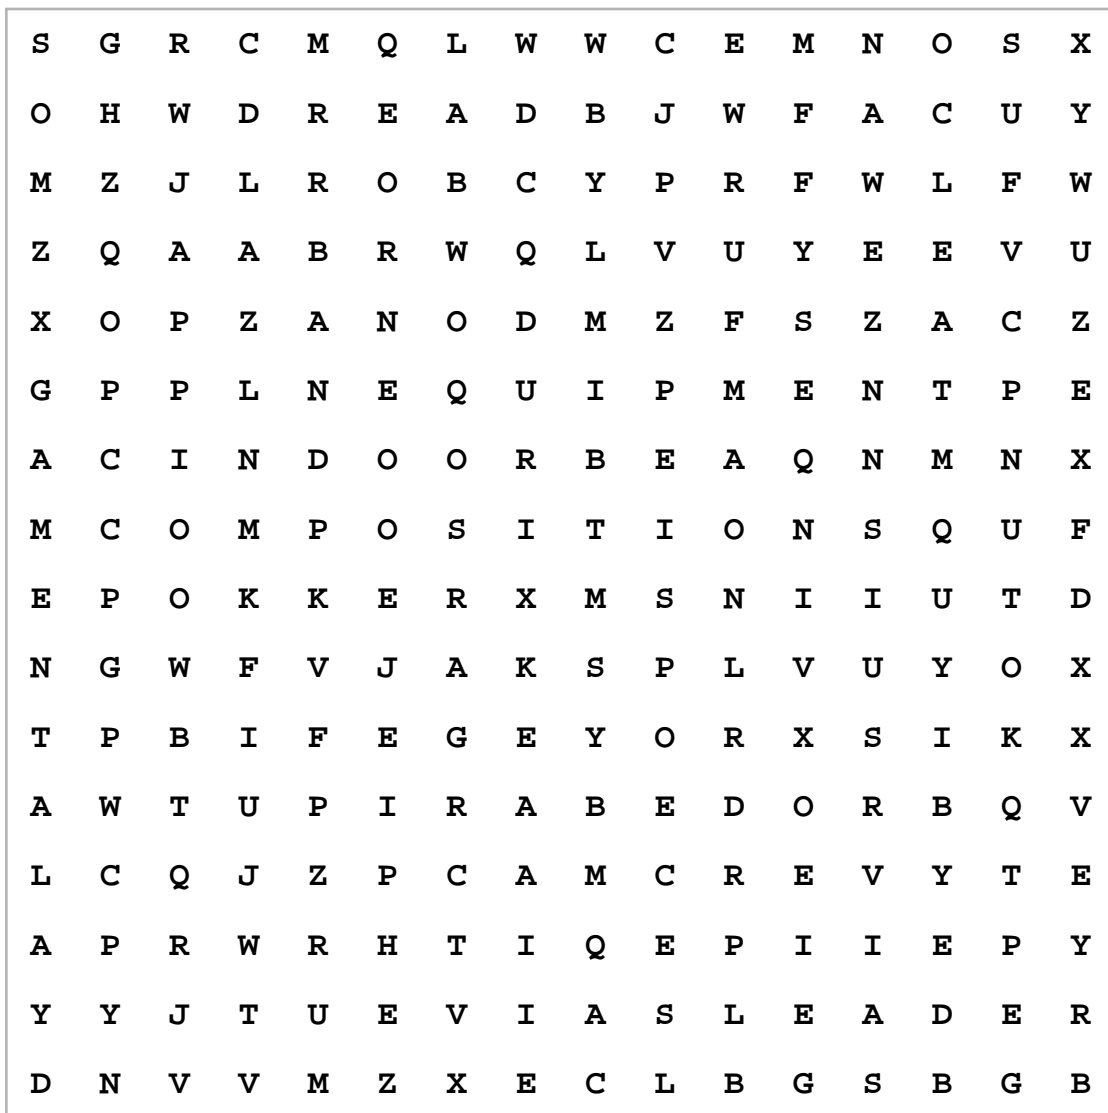 S G R C M Q L W W C E M N O S X
O H W D R E A D B J W F A C U Y
M Z J L R O B C Y P R F W L F W
Z Q A A B R W Q L V U Y E E V U
X O P Z A N O D M Z F S Z A C Z
G P P L N E Q U I P M E N T P E
A C I N D O O R B E A Q N M N X
M C O M P O S I T I O N S Q U F
E P O K K E R X M S N I I U T D
N G W F V J A K S P L V U Y O X
T P B I F E G E Y O R X S I K X
A W T U P I R A B E D O R B Q V
L C Q J Z P C A M C R E V Y T E
A P R W R H T I Q E P I I E P Y
Y Y J T U E V I A S L E A D E R
D N V V M Z X E C L B G S B G B